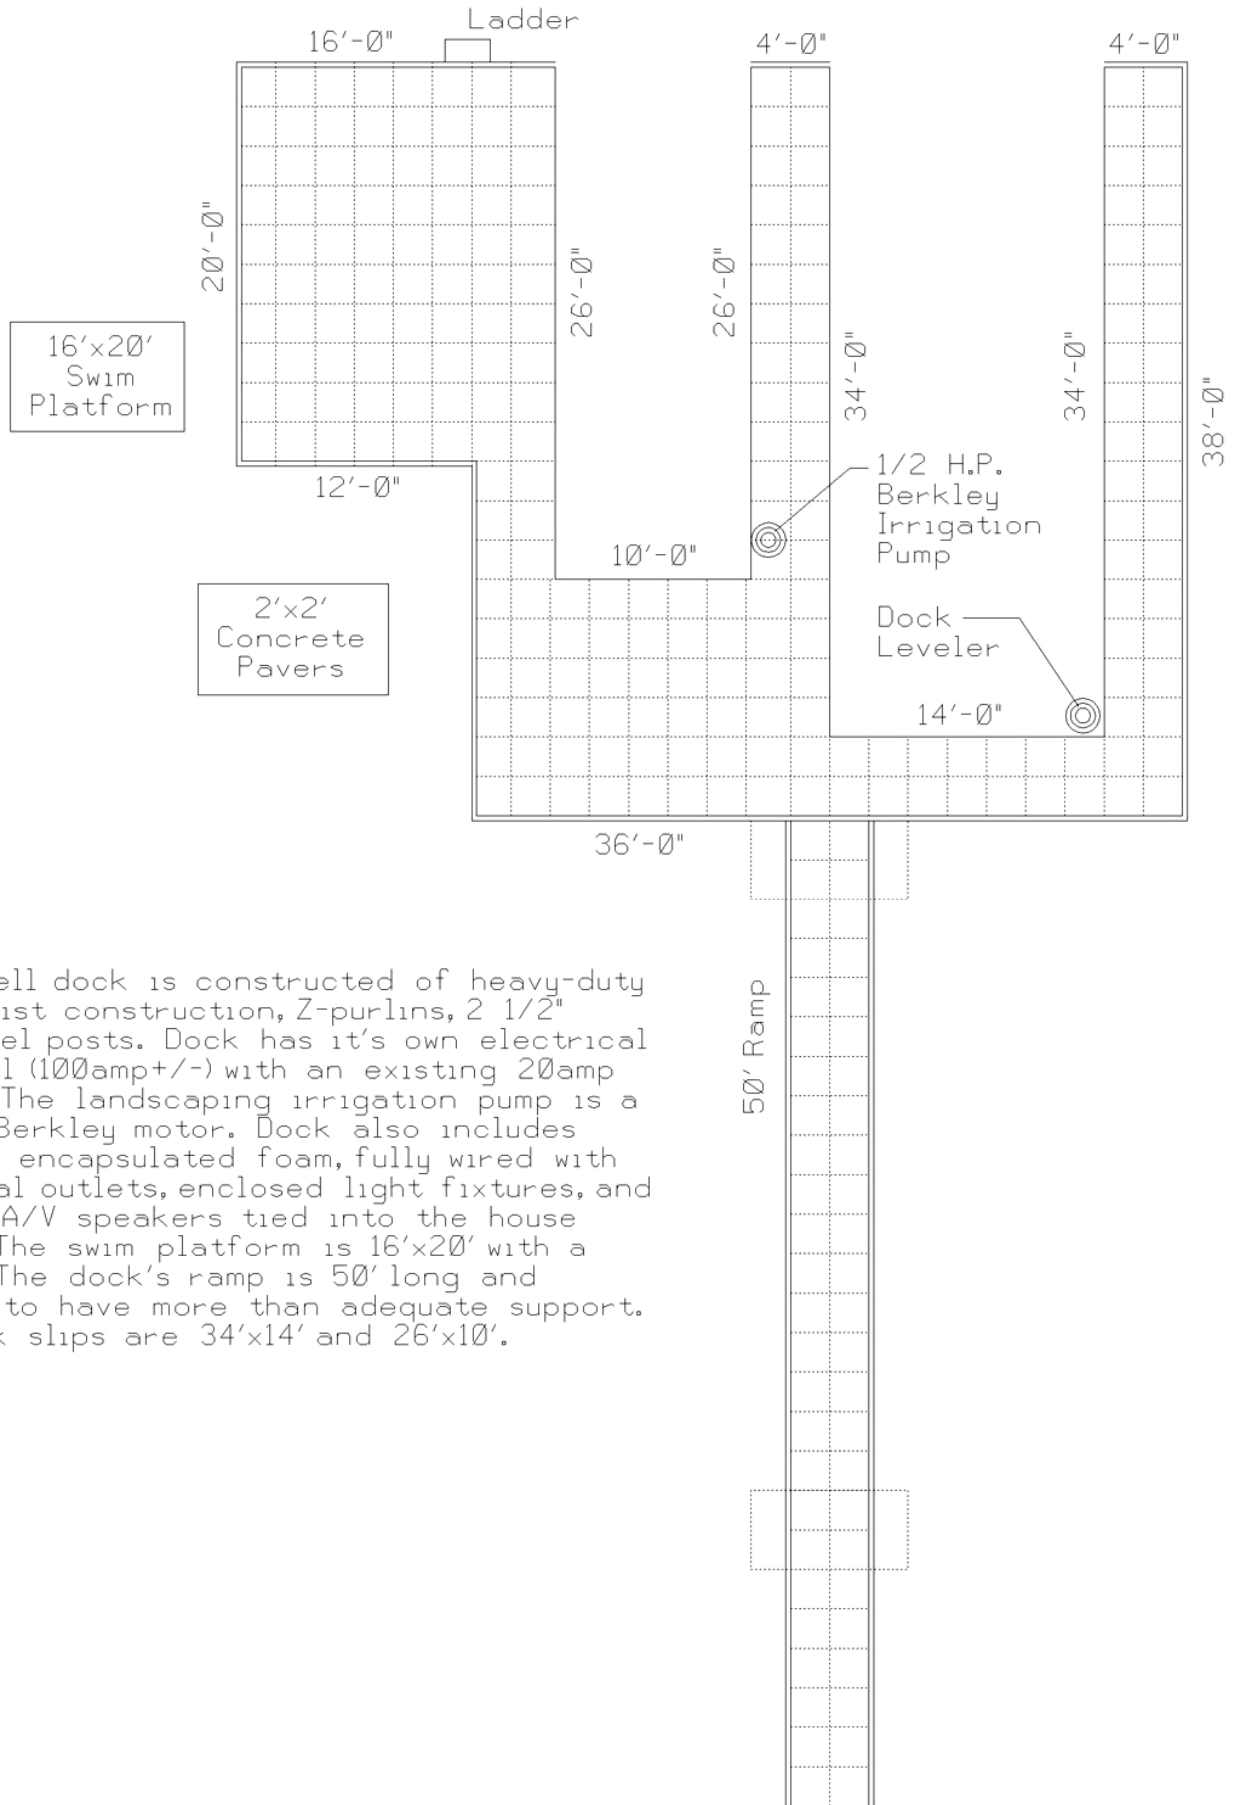 Ladder
16'-0"
4'-0"
4'-0"
20'-0"
26'-0"
26'-0"
34'-0"
34'-0"
38'-0"
16'x20'
Swim
Platform
12'-0"
1/2 H.P.
Berkley
Irrigation
Pump
10'-0"
2'x2'
Concrete
Pavers
Dock
Leveler
14'-0"
36'-0"
50' Ramp
ell dock is constructed of heavy-duty
ist construction, Z-purlins, 2 1/2"
el posts. Dock has it's own electrical
l (100amp+/-) with an existing 20amp
The landscaping irrigation pump is a
Berkley motor. Dock also includes
encapsulated foam, fully wired with
al outlets, enclosed light fixtures, and
A/V speakers tied into the house
The swim platform is 16'x20' with a
The dock's ramp is 50' long and
to have more than adequate support.
k slips are 34'x14' and 26'x10'.